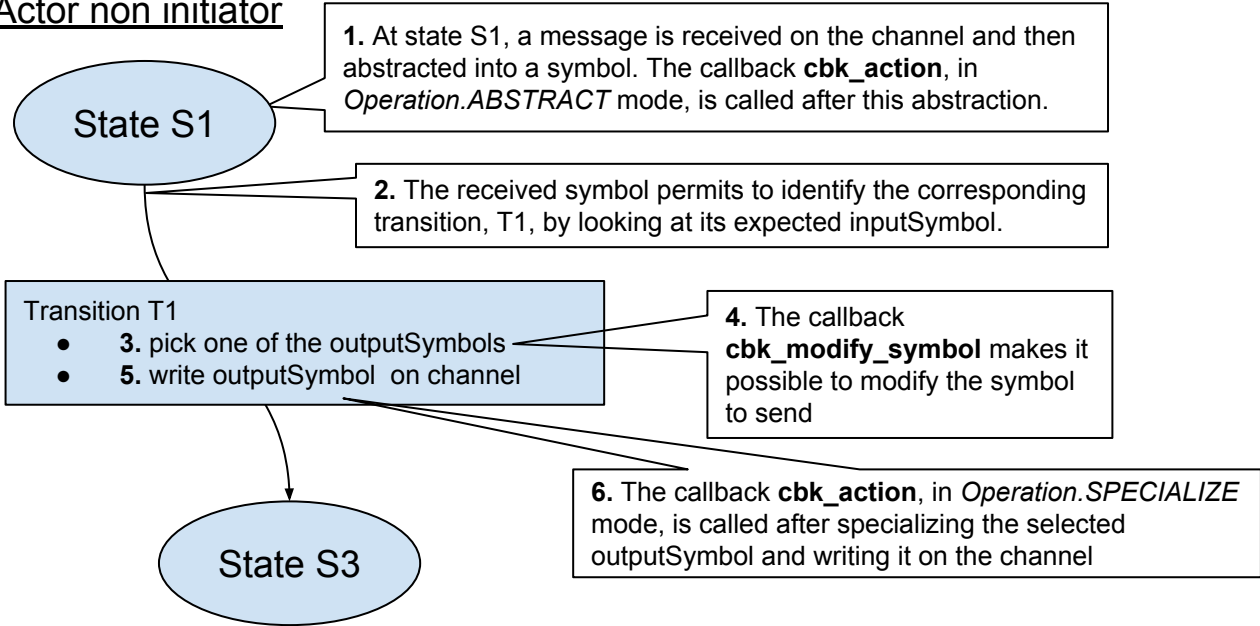 Actor non initiator
1. At state S1, a message is received on the channel and then
abstracted into a symbol. The callback cbk_action, in
Operation.ABSTRACT mode, is called after this abstraction.
State S1
2. The received symbol permits to identify the corresponding
transition, T1, by looking at its expected inputSymbol.
Transition T1
● 3. pick one of the outputSymbols
● 5. write outputSymbol on channel
4. The callback
cbk_modify_symbol makes it
possible to modify the symbol
to send
6. The callback cbk_action, in Operation.SPECIALIZE
mode, is called after specializing the selected
outputSymbol and writing it on the channel
State S3